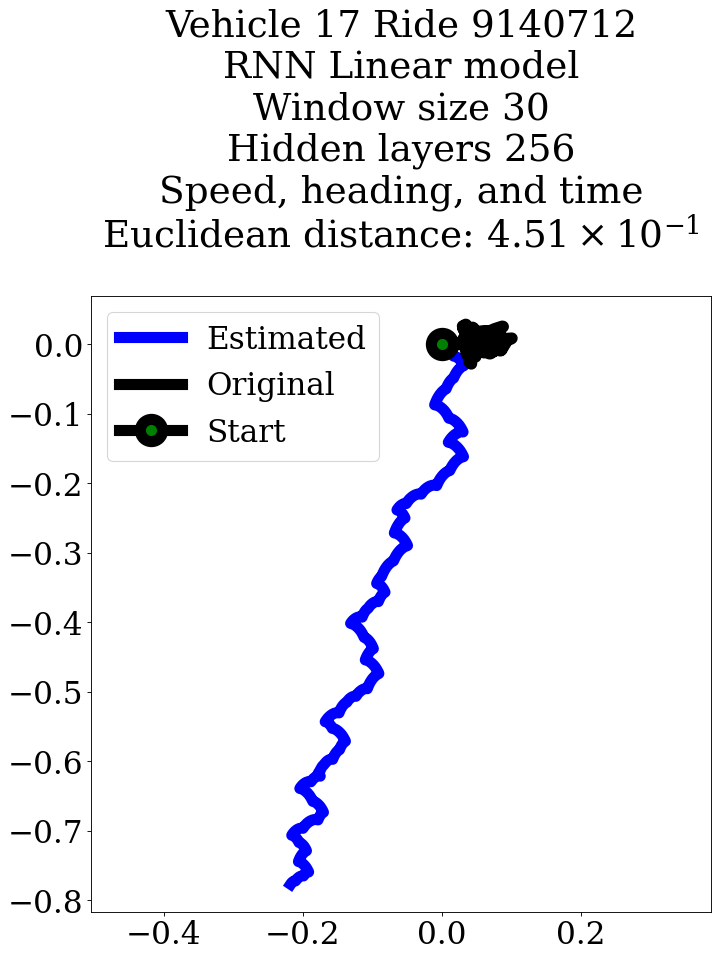 Vehicle 17 Ride 9140712
RNN Linear model
Window size 30
Hidden layers 256
Speed, heading, and time
Euclidean distance: 4.51 × 10⁻¹
Estimated
Original
Start
0.0
−0.1
−0.2
−0.3
−0.4
−0.5
−0.6
−0.7
−0.8
−0.4 −0.2 0.0 0.2